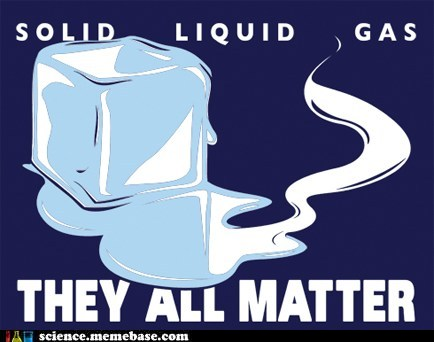 SOLID LIQUID GAS
THEY ALL MATTER
science.memebase.com